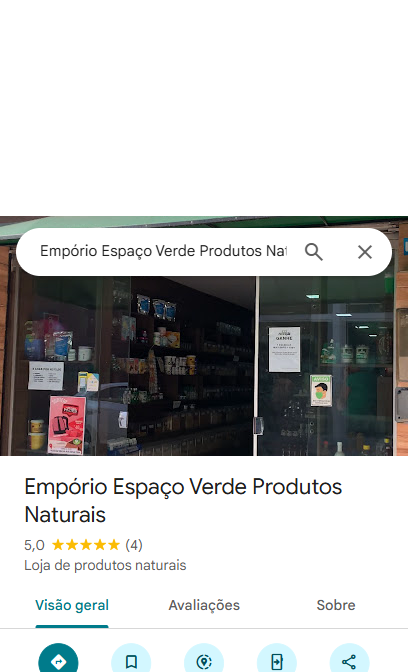 Empório Espaço Verde Produtos Nat
GANHE
Empório Espaço Verde Produtos
Naturais
5,0 ★★★★★ (4)
Loja de produtos naturais
Visão geral
Avaliações
Sobre